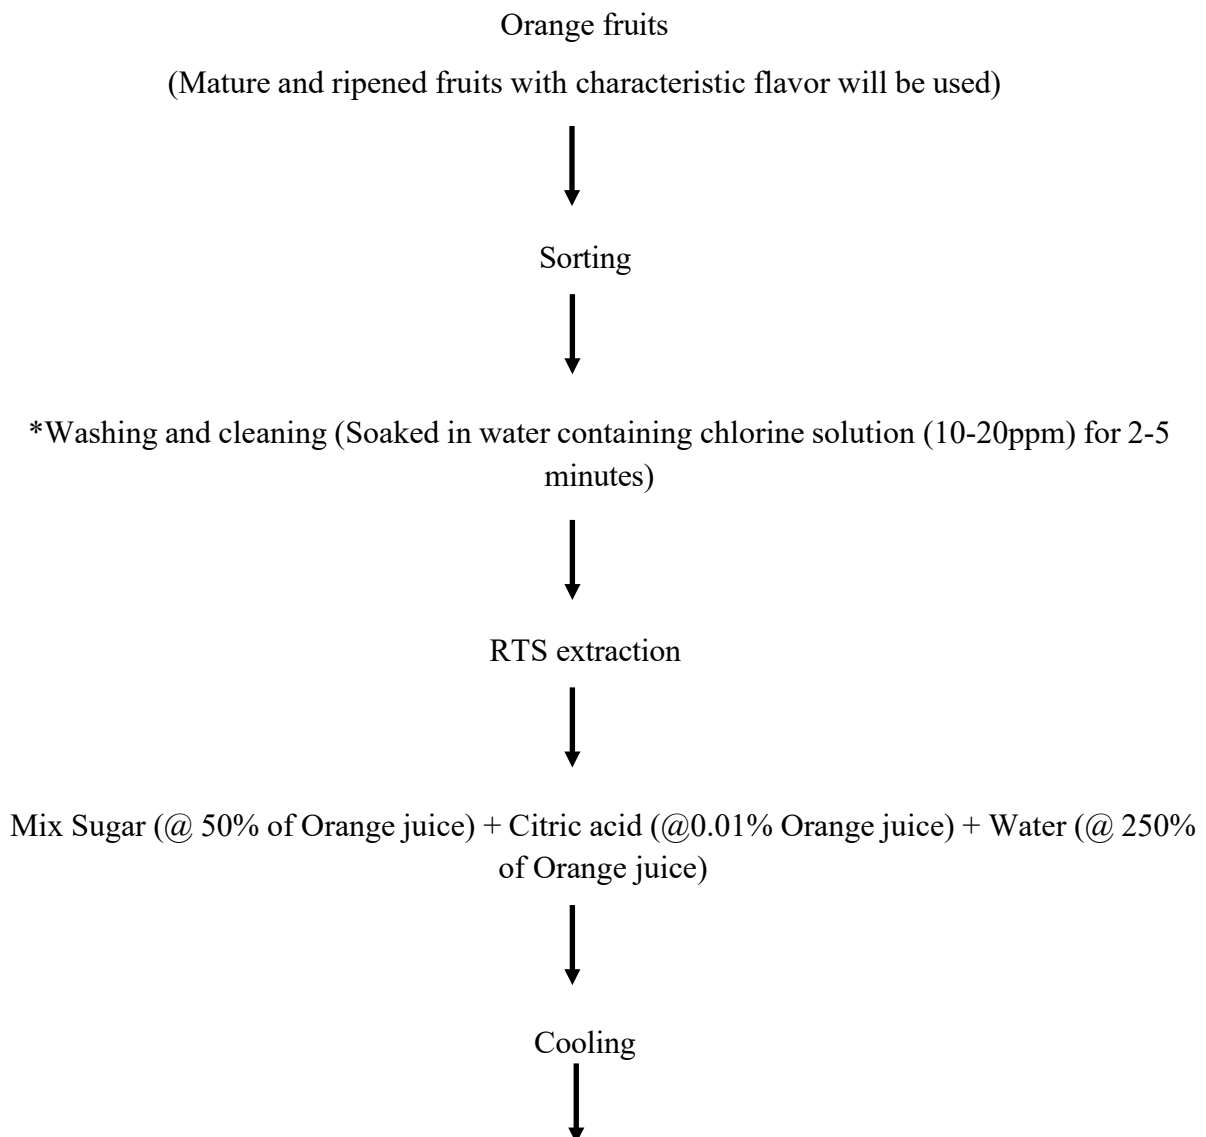 Orange fruits
(Mature and ripened fruits with characteristic flavor will be used)
Sorting
*Washing and cleaning (Soaked in water containing chlorine solution (10-20ppm) for 2-5
minutes)
RTS extraction
Mix Sugar (@ 50% of Orange juice) + Citric acid (@0.01% Orange juice) + Water (@ 250%
of Orange juice)
Cooling